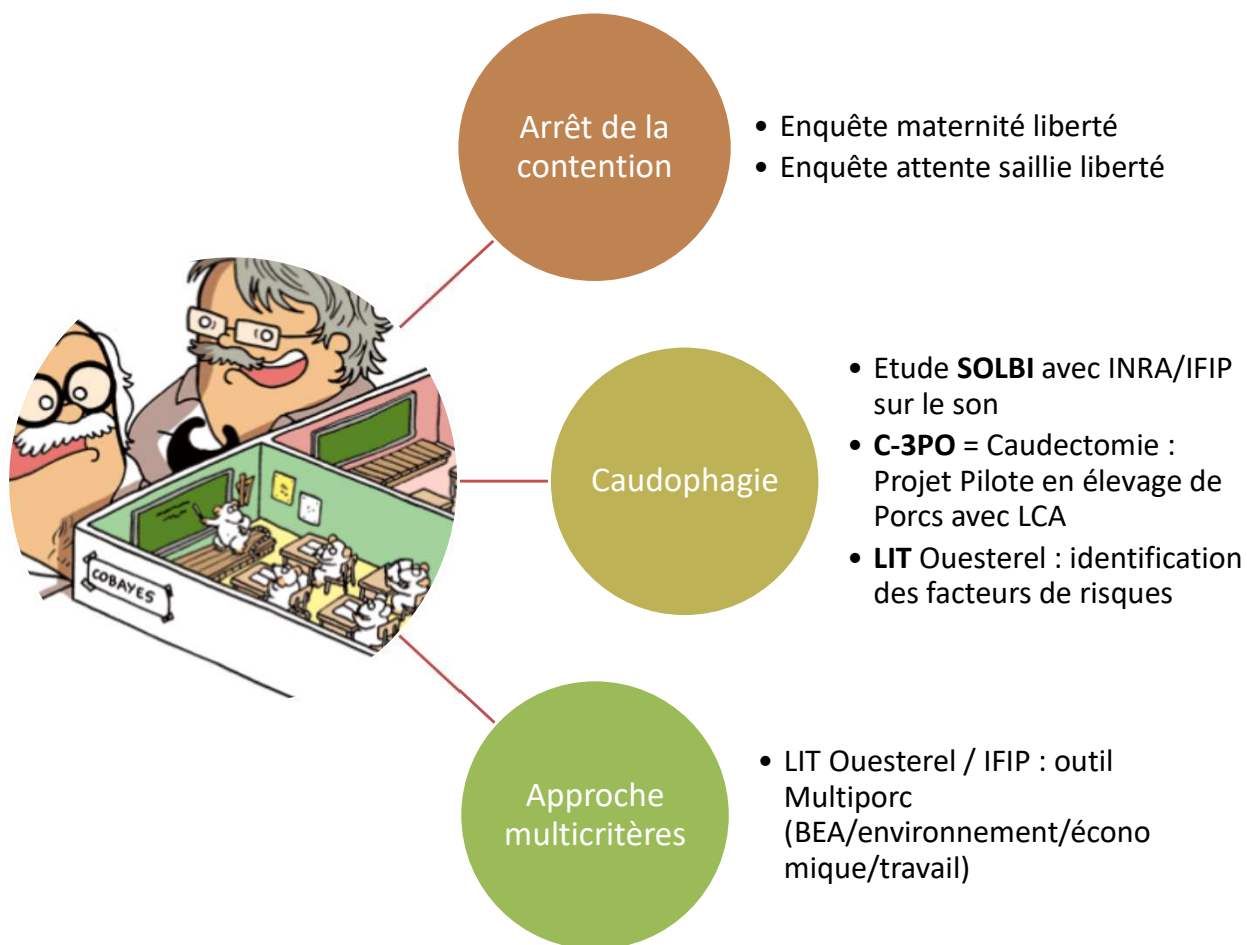 Arrêt de la
contention
• Enquête maternité liberté
• Enquête attente saillie liberté
COBAYES
Caudophagie
• Etude SOLBI avec INRA/IFIP
sur le son
• C-3PO = Caudectomie :
Projet Pilote en élevage de
Porcs avec LCA
• LIT Ouesterel : identification
des facteurs de risques
Approche
multicritères
• LIT Ouesterel / IFIP : outil
Multiporc
(BEA/environnement/écono
mique/travail)